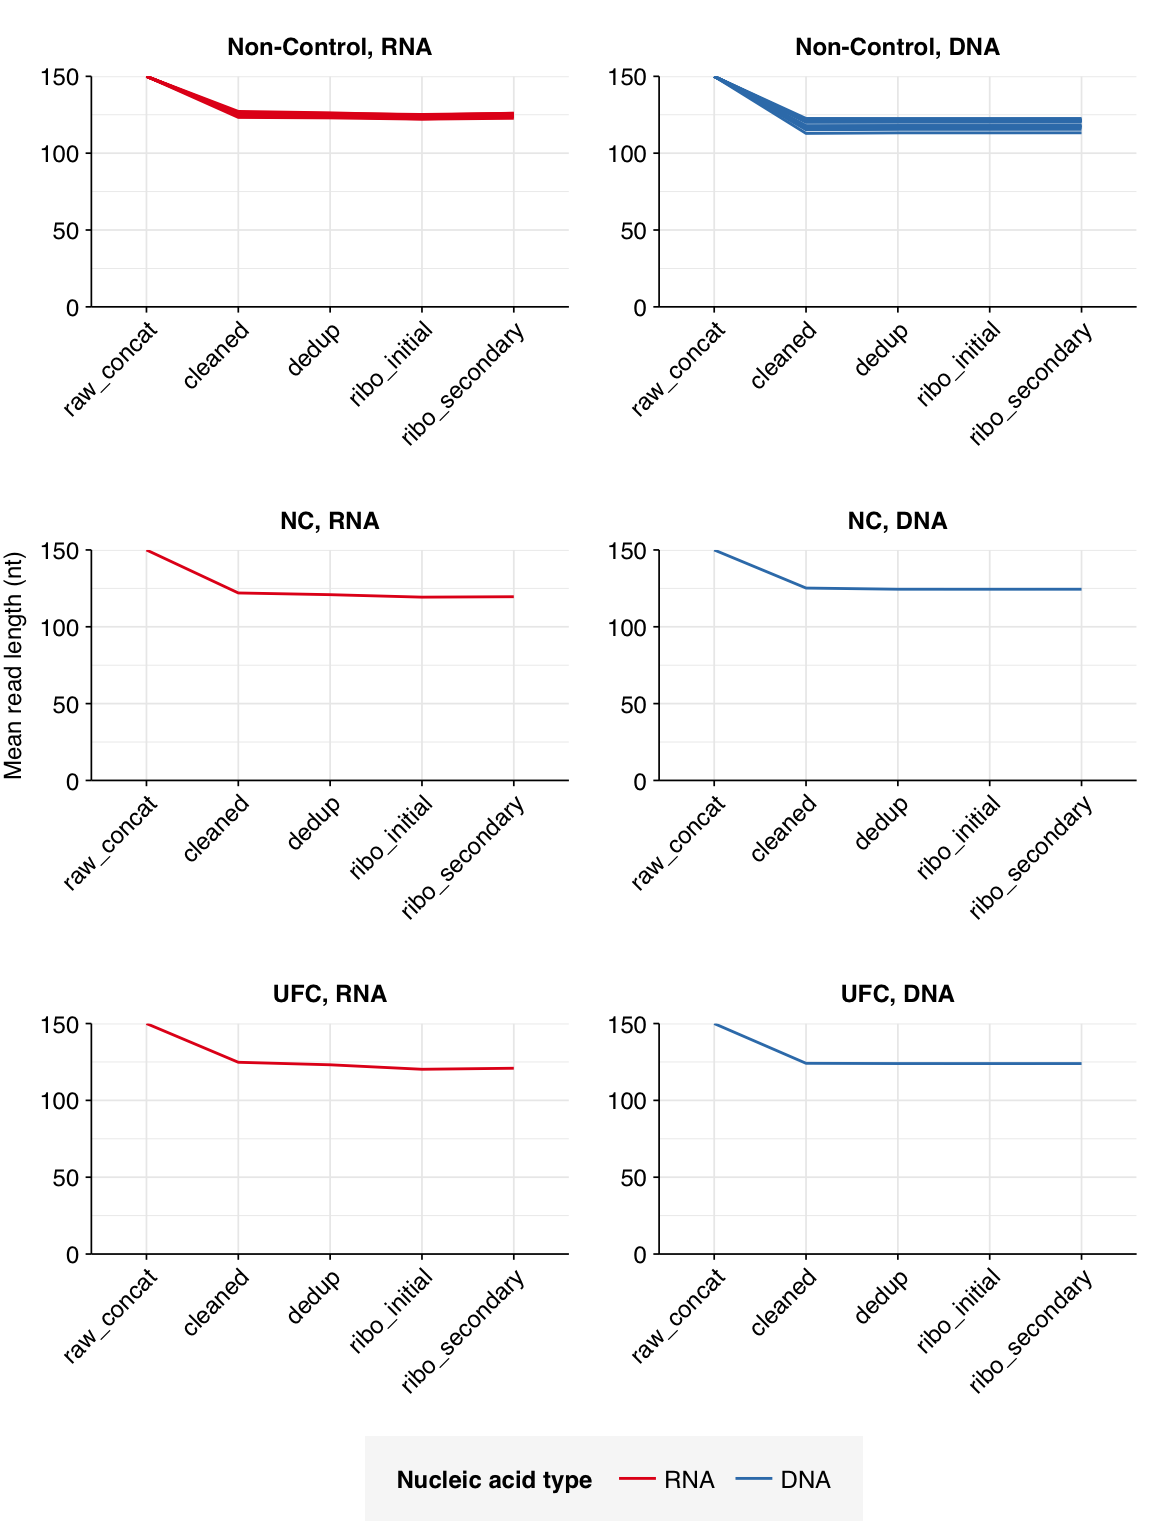 Non-Control, RNA
150
100
50
0
raw_concat
cleaned
dedup
ribo_initial
ribo_secondary
Non-Control, DNA
150
100
50
0
raw_concat
cleaned
dedup
ribo_initial
ribo_secondary
Mean read length (nt)
NC, RNA
150
100
50
0
raw_concat
cleaned
dedup
ribo_initial
ribo_secondary
NC, DNA
150
100
50
0
raw_concat
cleaned
dedup
ribo_initial
ribo_secondary
UFC, RNA
150
100
50
0
raw_concat
cleaned
dedup
ribo_initial
ribo_secondary
UFC, DNA
150
100
50
0
raw_concat
cleaned
dedup
ribo_initial
ribo_secondary
Nucleic acid type RNA DNA